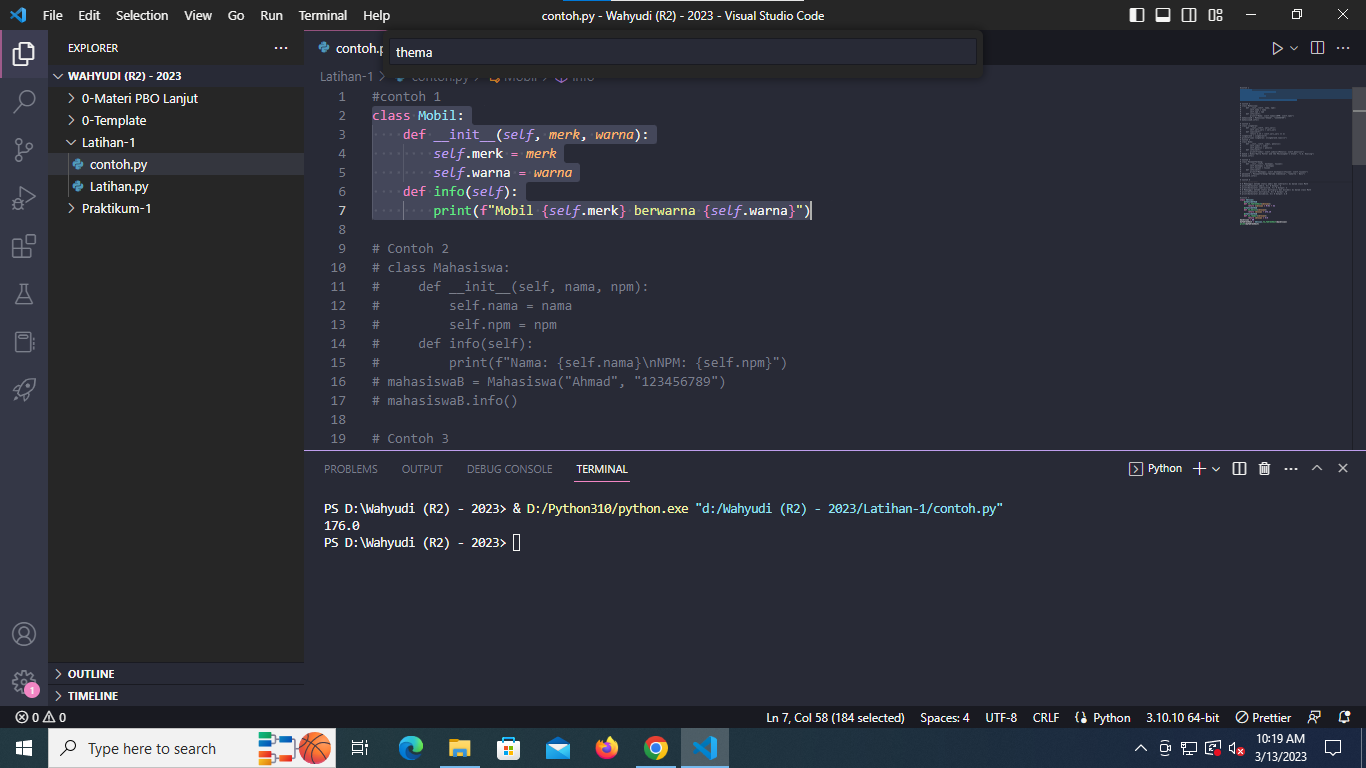 File Edit Selection View Go Run Terminal Help
contoh.py - Wahyudi (R2) - 2023 - Visual Studio Code
EXPLORER
WAHYUDI (R2) - 2023
0-Materi PBO Lanjut
0-Template
Latihan-1
contoh.py
Latihan.py
Praktikum-1
OUTLINE
TIMELINE
1
contoh.p
thema
Latihan-1 contoh.py Mobil info
1 #contoh 1
2 class Mobil:
3 def __init__(self, merk, warna):
4 self.merk = merk
5 self.warna = warna
6 def info(self):
7 print(f"Mobil {self.merk} berwarna {self.warna}")
8
9 # Contoh 2
10 # class Mahasiswa:
11 # def __init__(self, nama, npm):
12 # self.nama = nama
13 # self.npm = npm
14 # def info(self):
15 # print(f"Nama: {self.nama}\nNPM: {self.npm}")
16 # mahasiswaB = Mahasiswa("Ahmad", "123456789")
17 # mahasiswaB.info()
18
19 # Contoh 3
PROBLEMS OUTPUT DEBUG CONSOLE TERMINAL
Python
PS D:\Wahyudi (R2) - 2023> & D:/Python310/python.exe "d:/Wahyudi (R2) - 2023/Latihan-1/contoh.py"
176.0
PS D:\Wahyudi (R2) - 2023>
0 0
Ln 7, Col 58 (184 selected) Spaces: 4 UTF-8 CRLF Python 3.10.10 64-bit Prettier
Type here to search
10:19 AM
3/13/2023